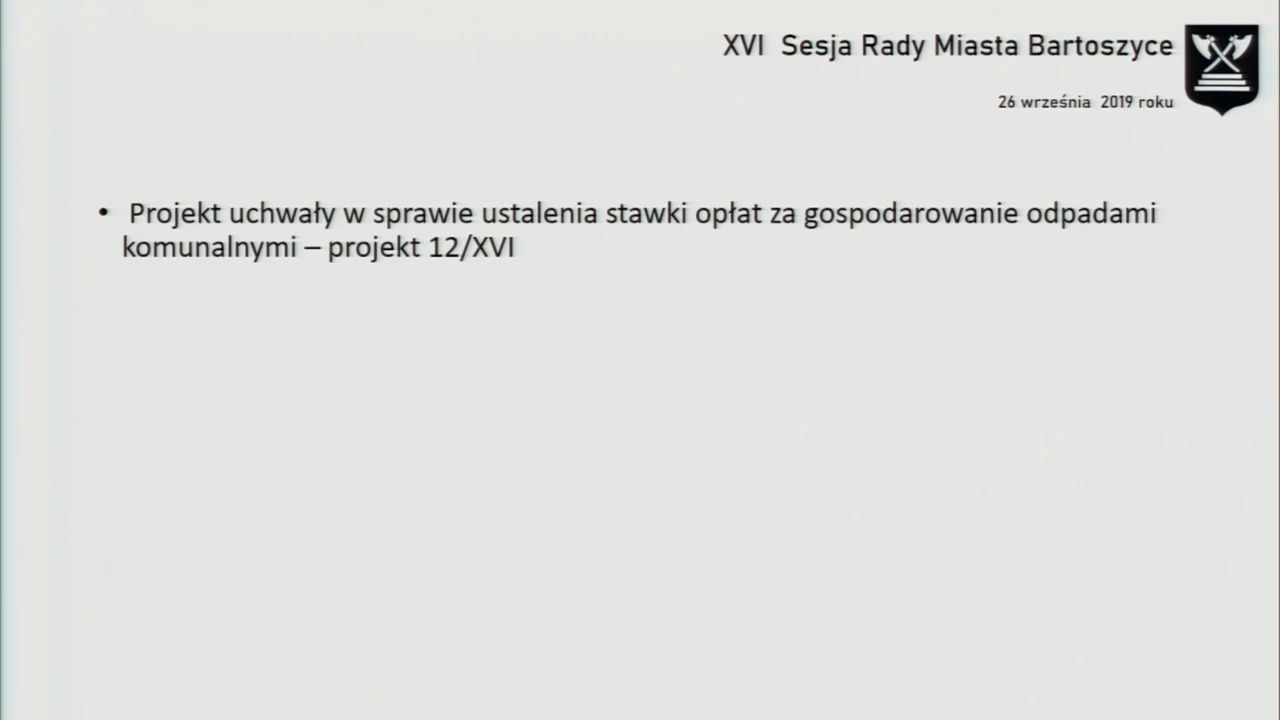 XVI Sesja Rady Miasta Bartoszyce
26 września 2019 roku
• Projekt uchwały w sprawie ustalenia stawki opłat za gospodarowanie odpadami
komunalnymi – projekt 12/XVI